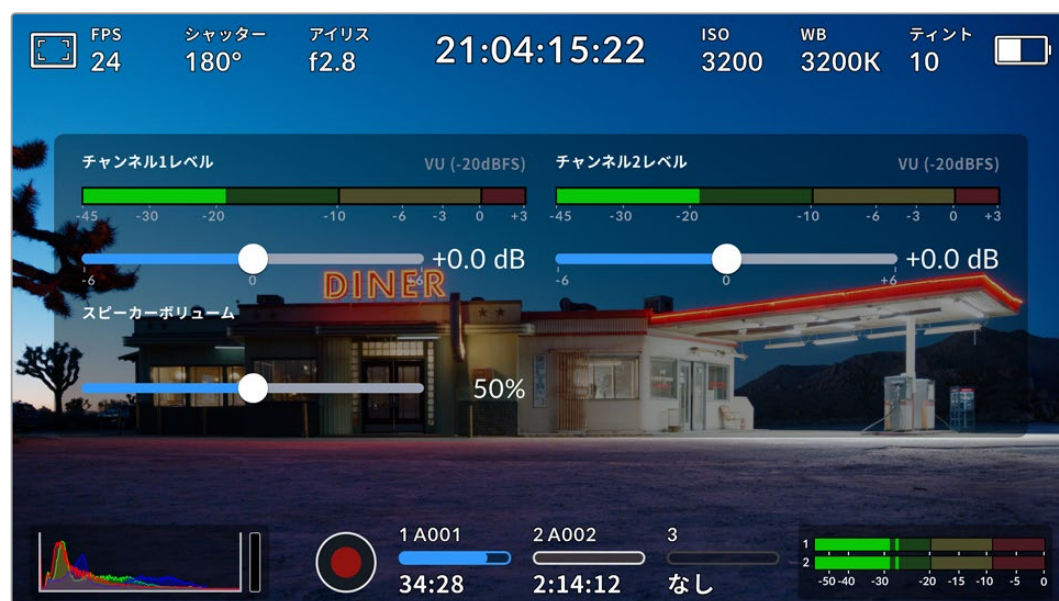 FPS シャッター アイリス 21:04:15:22 ISO WB ティント
24 180° f2.8 3200 3200K 10
チャンネル1レベル VU (-20dBFS) チャンネル2レベル VU (-20dBFS)
-45 -30 -20 -10 -6 -3 0 +3 -45 -30 -20 -10 -6 -3 0 +3
+0.0 dB +0.0 dB
-6 0 +6 -6 0 +6
DINER
スピーカーボリューム
50%
1 A001 2 A002 3
34:28 2:14:12 なし
1
2
-50 -40 -30 -20 -15 -10 -5 0